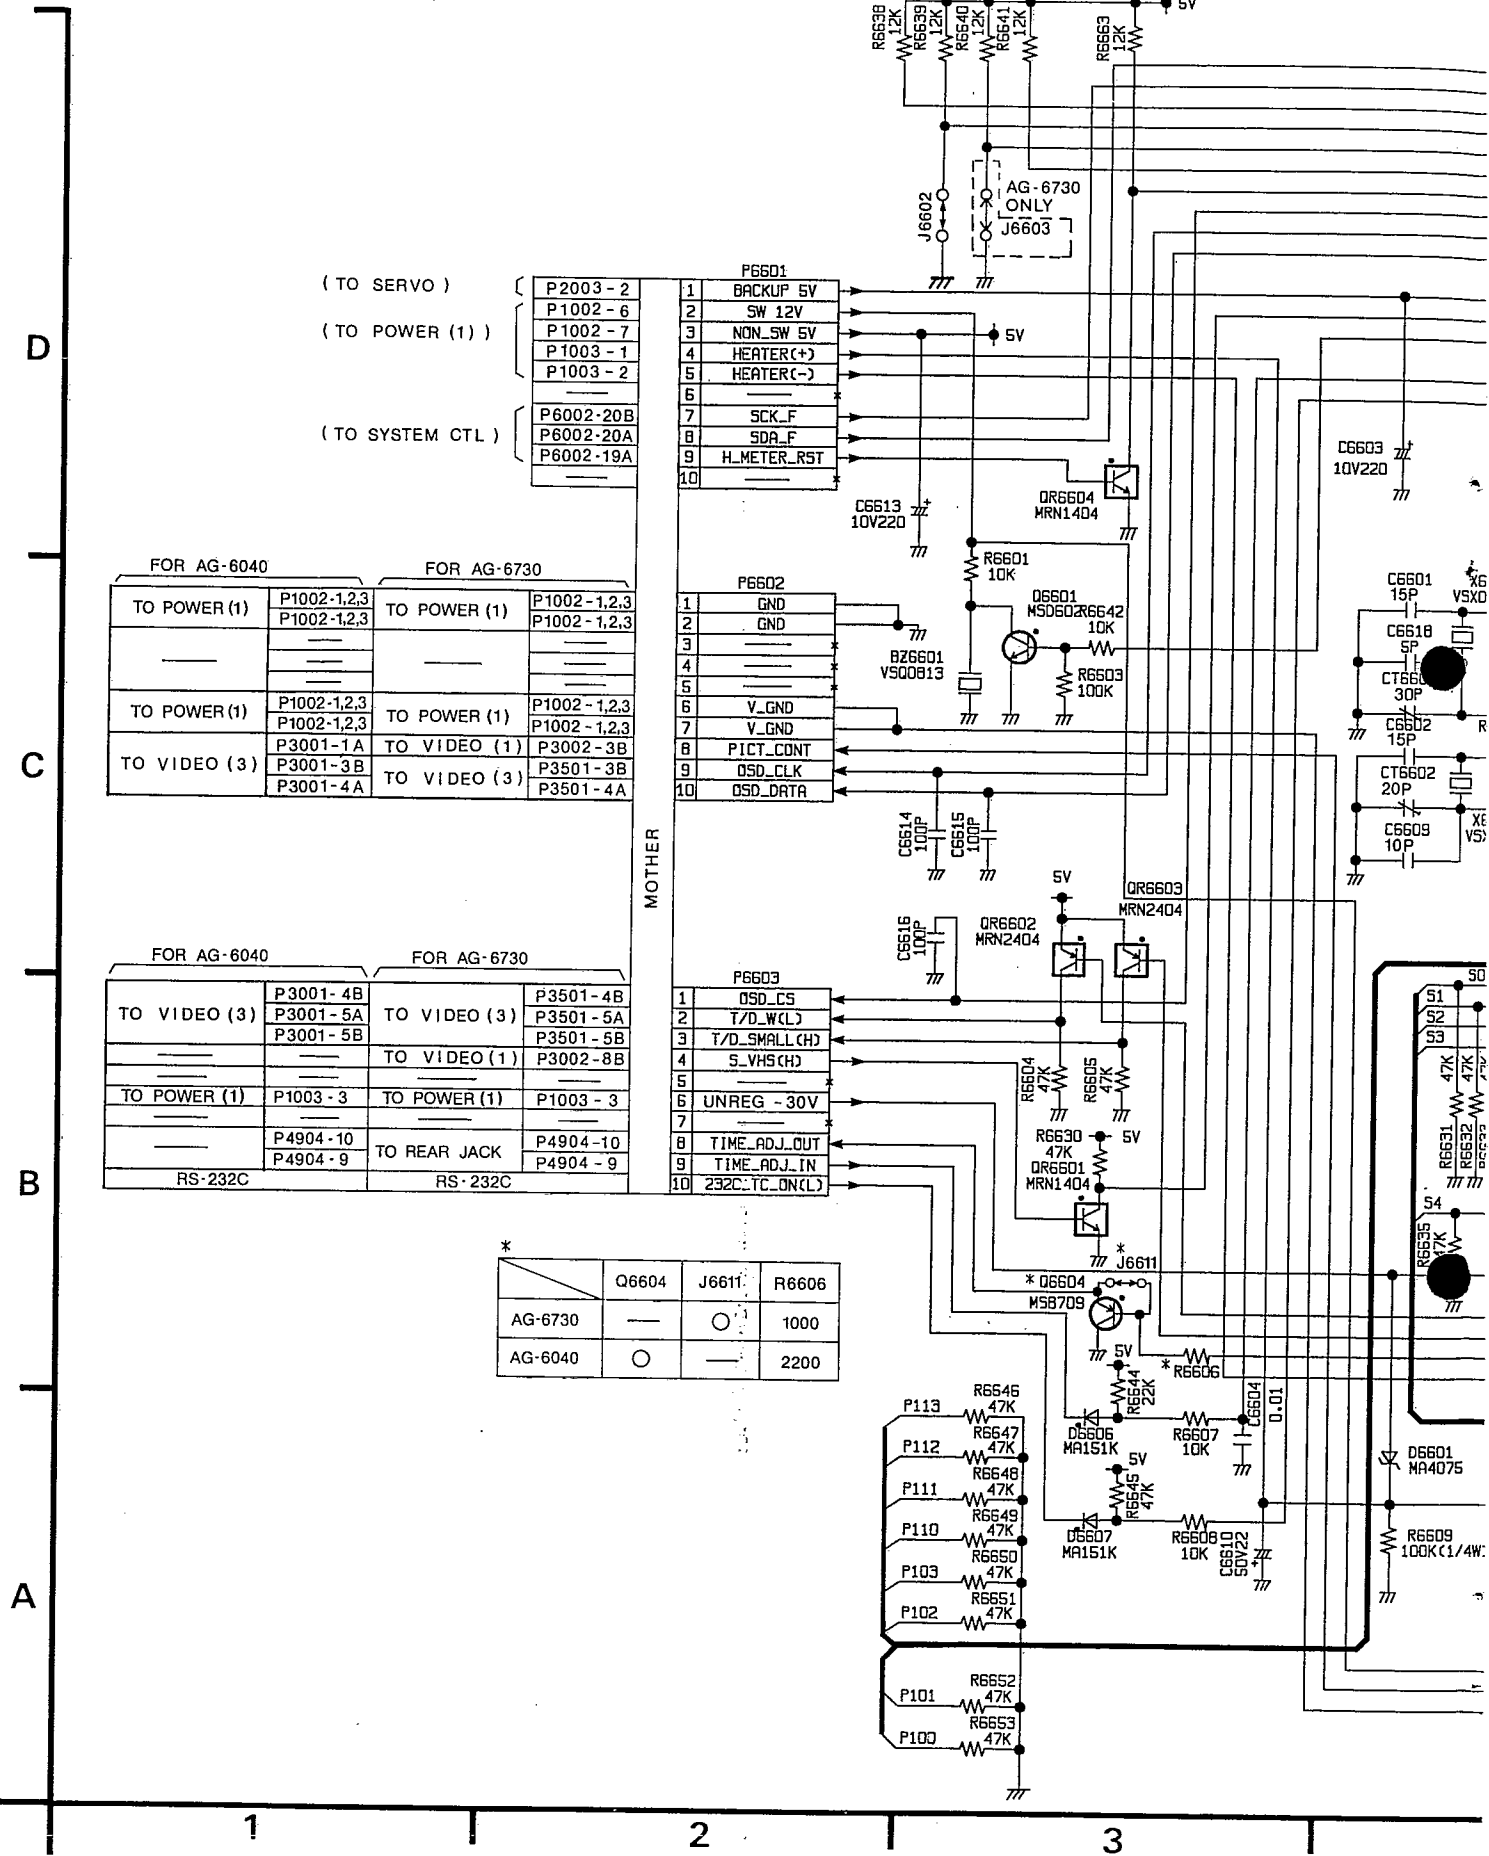 R6638
12K
R6639
12K
R6640
12K
R6641
12K
R6663
12K
5V
J6602
AG-6730
ONLY
J6603
(TO SERVO)
P2003-2
P1002-6
(TO POWER (1))
P1002-7
P1003-1
P1003-2
(TO SYSTEM CTL)
P6002-20B
P6002-20A
P6002-19A
P6601
1 BACKUP 5V
2 SW 12V
3 NON_SW 5V
4 HEATER(+)
5 HEATER(-)
6
7 SCK_F
8 SDA_F
9 H_METER_RST
10
5V
D
C6613
10V220
QR6604
MRN1404
C6603
10V220
R6601
10K
Q6601
MSD602
R6642
10K
BZ6601
VSQ0813
R6603
100K
C6601
15P
C6618
5P
30P
C6602
15P
CT6602
20P
C6609
10P
FOR AG-6040
FOR AG-6730
TO POWER (1) P1002-1,2,3 TO POWER (1) P1002-1,2,3
P1002-1,2,3 P1002-1,2,3
TO POWER (1) P1002-1,2,3 TO POWER (1) P1002-1,2,3
P1002-1,2,3 P1002-1,2,3
TO VIDEO (3) P3001-1A TO VIDEO (1) P3002-3B
P3001-3B TO VIDEO (3) P3501-3B
P3001-4A P3501-4A
P6602
1 GND
2 GND
3
4
5
6 V_GND
7 V_GND
8 PICT_CONT
9 OSD_CLK
10 OSD_DATA
C
MOTHER
C6614
100P
C6615
100P
C6616
100P
5V
QR6602
MRN2404
QR6603
MRN2404
FOR AG-6040
FOR AG-6730
TO VIDEO (3) P3001-4B TO VIDEO (3) P3501-4B
P3001-5A P3501-5A
P3001-5B P3501-5B
TO VIDEO (1) P3002-8B
TO POWER (1) P1003-3 TO POWER (1) P1003-3
P4904-10 TO REAR JACK P4904-10
P4904-9 P4904-9
RS-232C RS-232C
P6603
1 OSD_CS
2 T/D_W(L)
3 T/D_SMALL(H)
4 S_VHS(H)
5
6 UNREG -30V
7
8 TIME_ADJ_OUT
9 TIME_ADJ_IN
10 232C_TC_ON(L)
R6604
47K
R6605
47K
R6630
47K
5V
QR6601
MRN1404
S0
S1
S2
S3
47K
47K
R6631
R6632
S4
R6635
47K
B
*
Q6604 J6611 R6606
AG-6730 — ○ 1000
AG-6040 ○ — 2200
* J6611
* Q6604
MSB709
* R6606
5V
R6644
22K
D6606
MA151K
R6607
10K
C6604
0.01
5V
R6645
47K
D6607
MA151K
R6608
10K
C6610
50V22
D6601
MA4075
R6609
100K(1/4W)
P113 R6646 47K
P112 R6647 47K
P111 R6648 47K
P110 R6649 47K
P103 R6650 47K
P102 R6651 47K
P101 R6652 47K
P100 R6653 47K
A
1
2
3